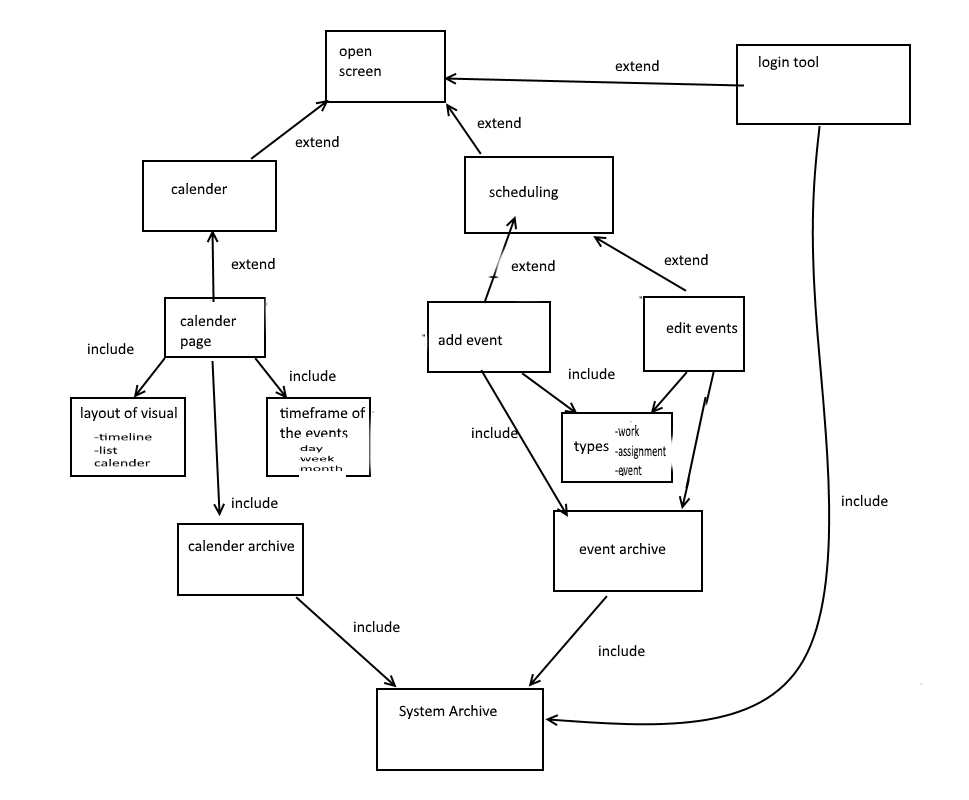 open
screen
extend
login tool
extend
extend
calender
scheduling
extend
extend
extend
calender
page
add event
edit events
include
include
include
layout of visual
-timeline
-list
calender
timeframe of
the events
day
week
month
include
types
-work
-assignment
-event
include
include
calender archive
event archive
include
include
System Archive